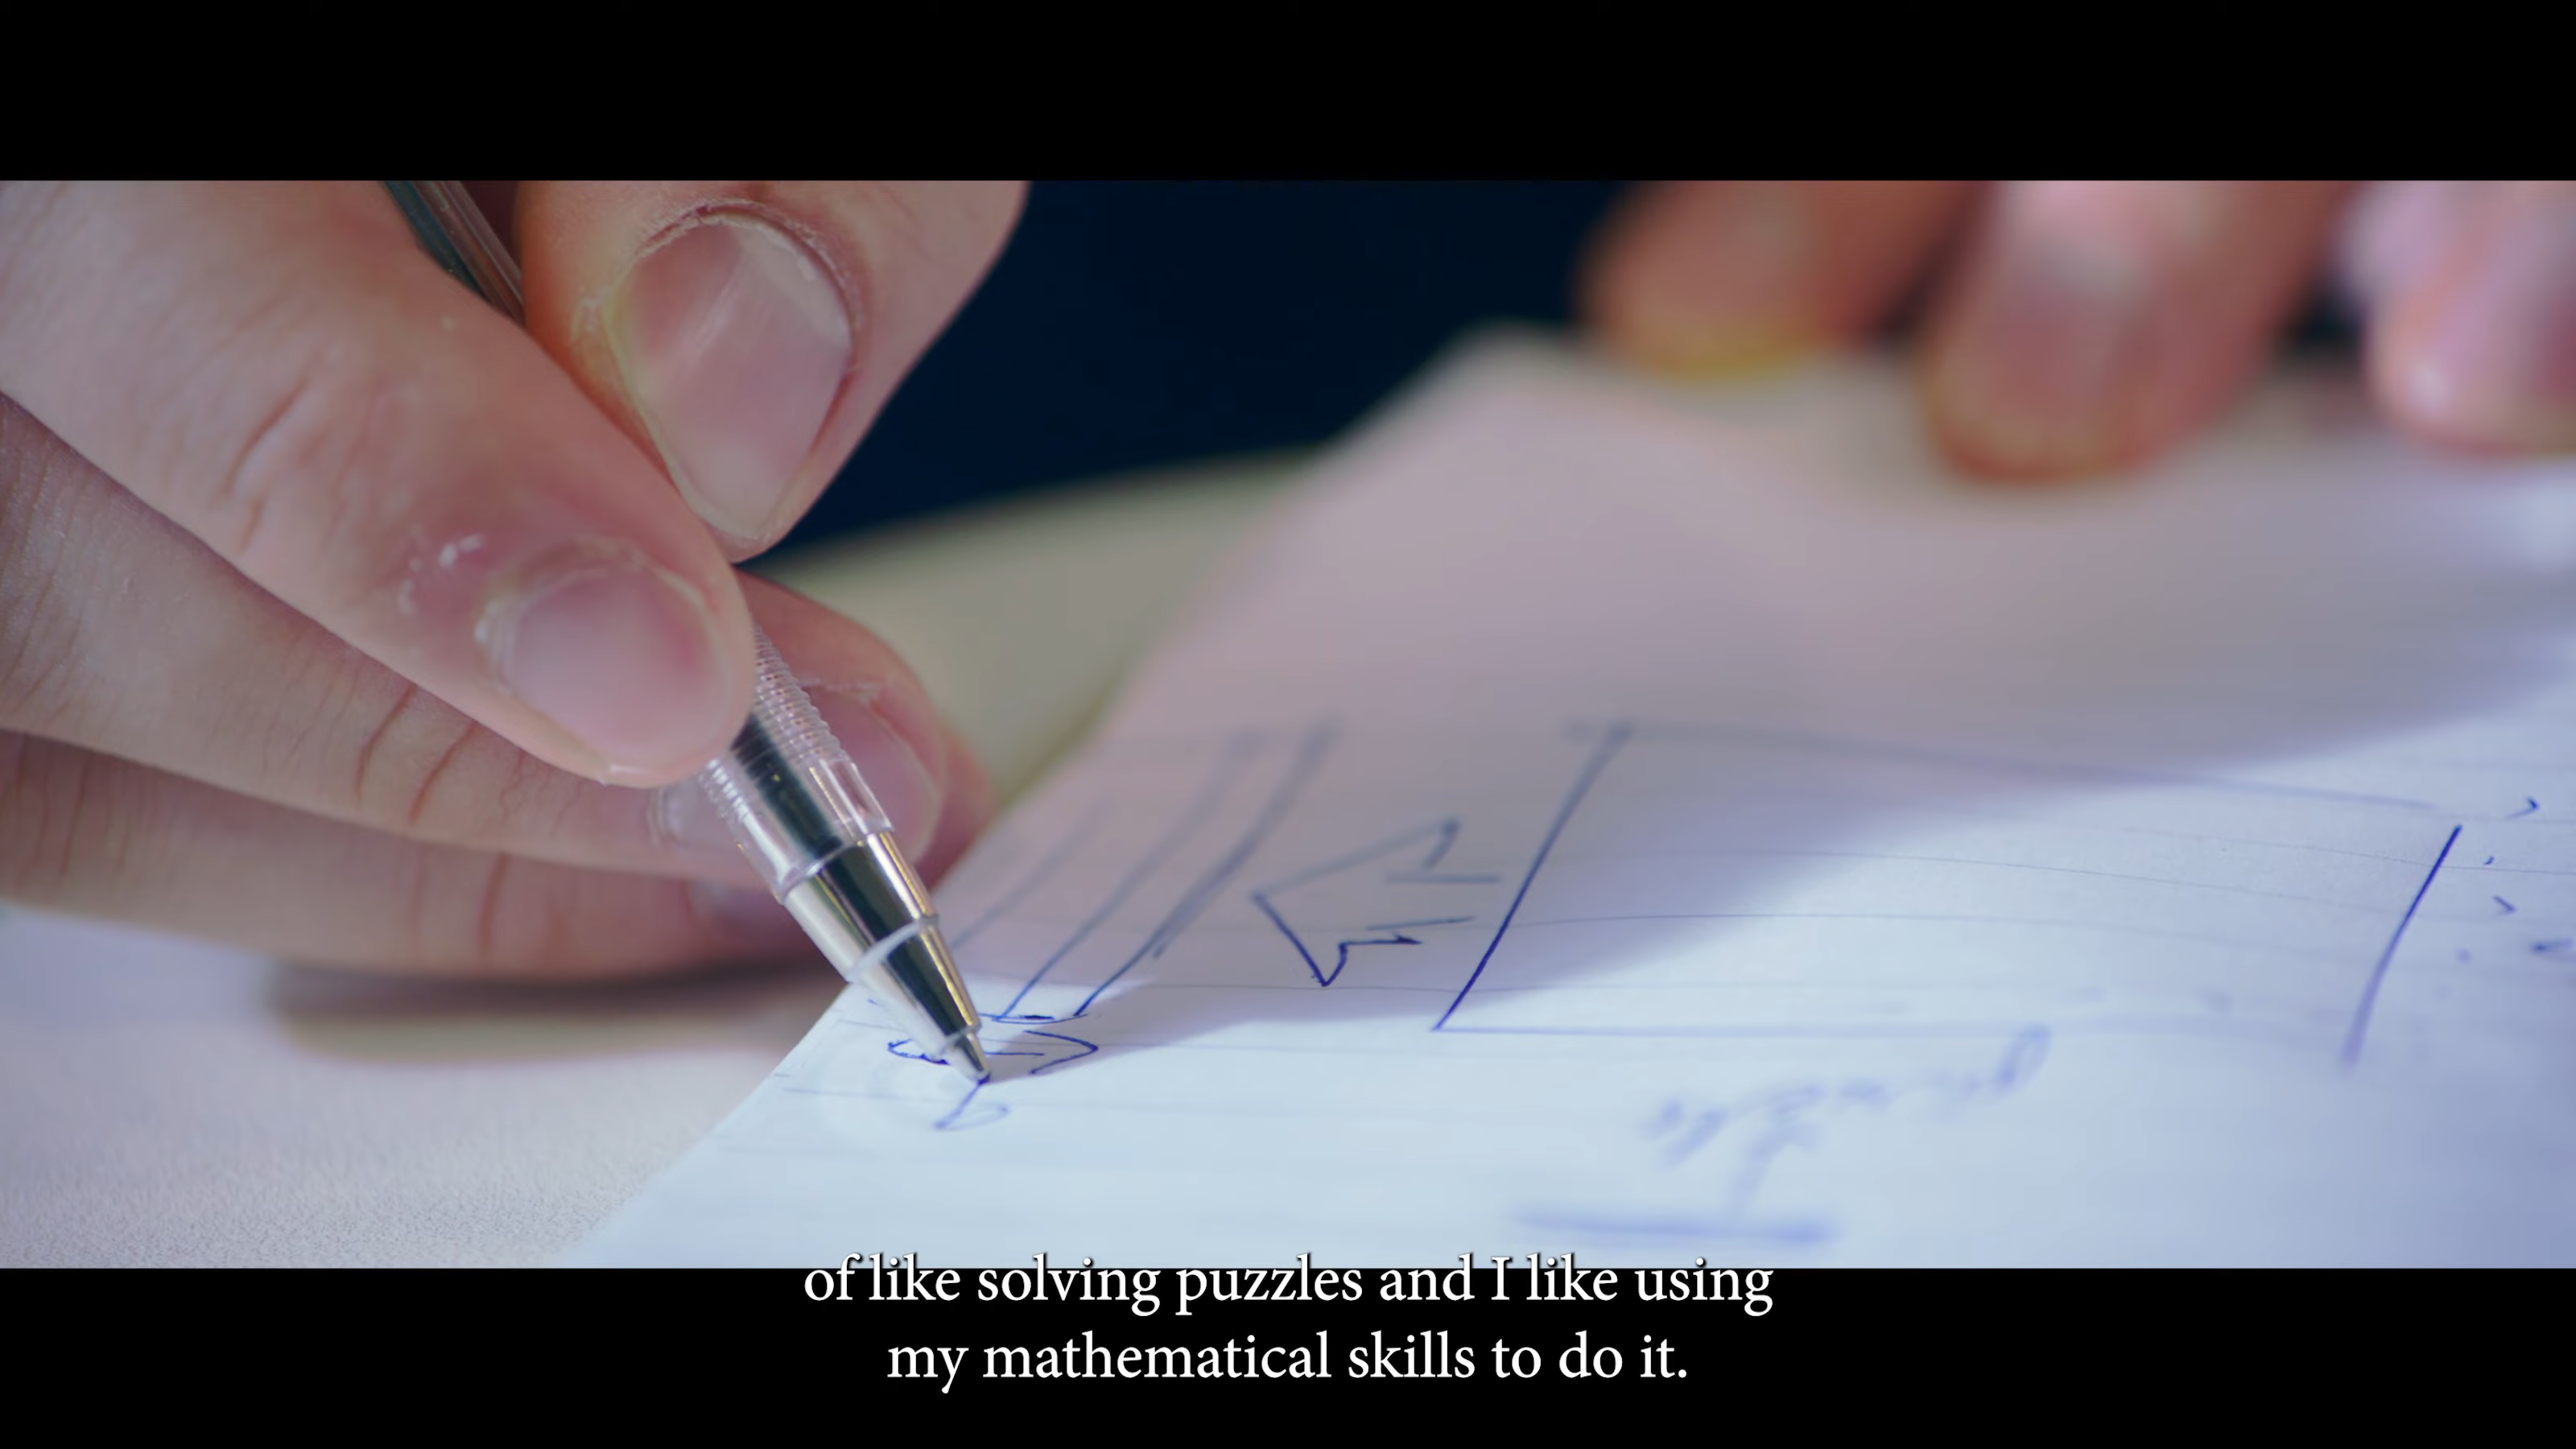 of like solving puzzles and I like using
my mathematical skills to do it.